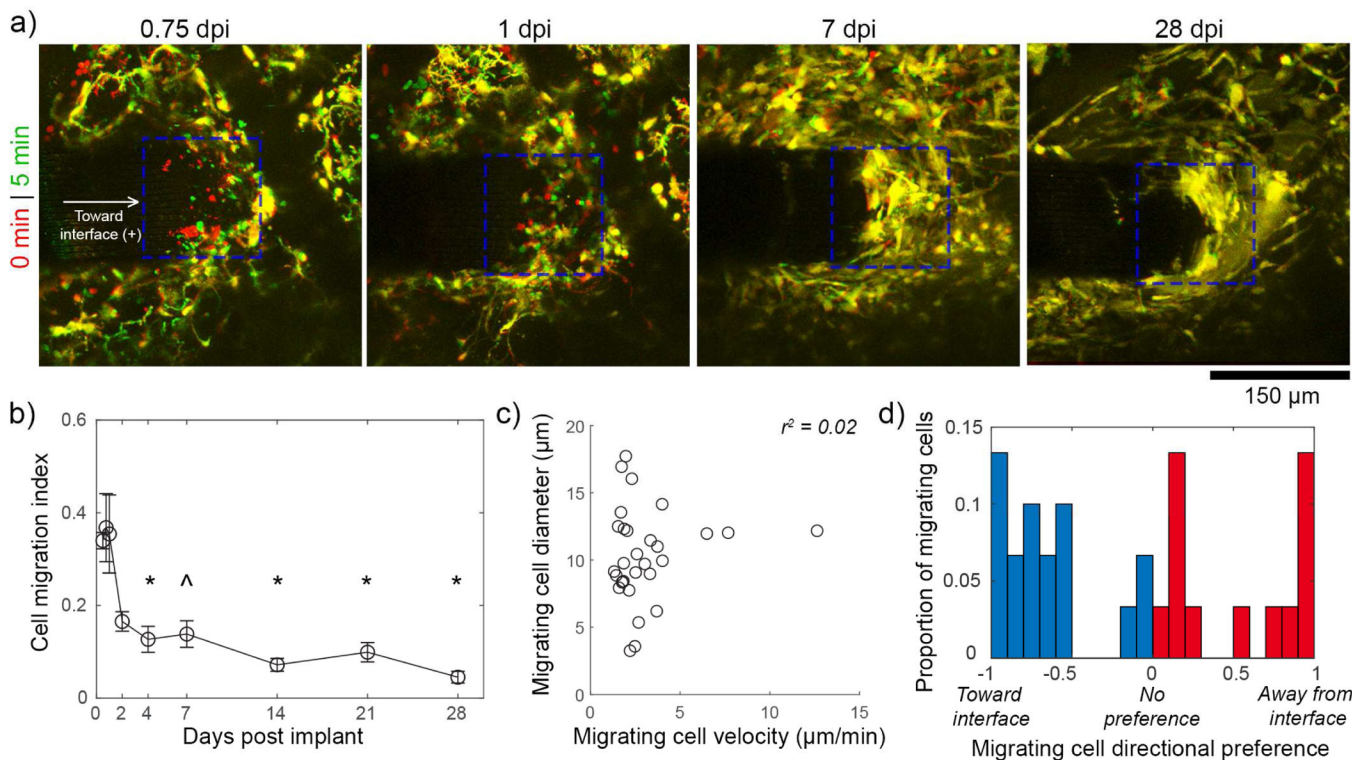 a)
0.75 dpi
1 dpi
7 dpi
28 dpi
0 min | 5 min
Toward
interface (+)
150 µm
b)
0.6
0.4
0.2
0
Cell migration index
* ^ * * *
0 2 4 7 14 21 28
Days post implant
c)
r² = 0.02
20
15
10
5
0
Migrating cell diameter (µm)
0 5 10 15
Migrating cell velocity (µm/min)
d)
0.15
0.1
0.05
0
Proportion of migrating cells
-1 -0.5 0 0.5 1
Toward
interface
No
preference
Away from
interface
Migrating cell directional preference